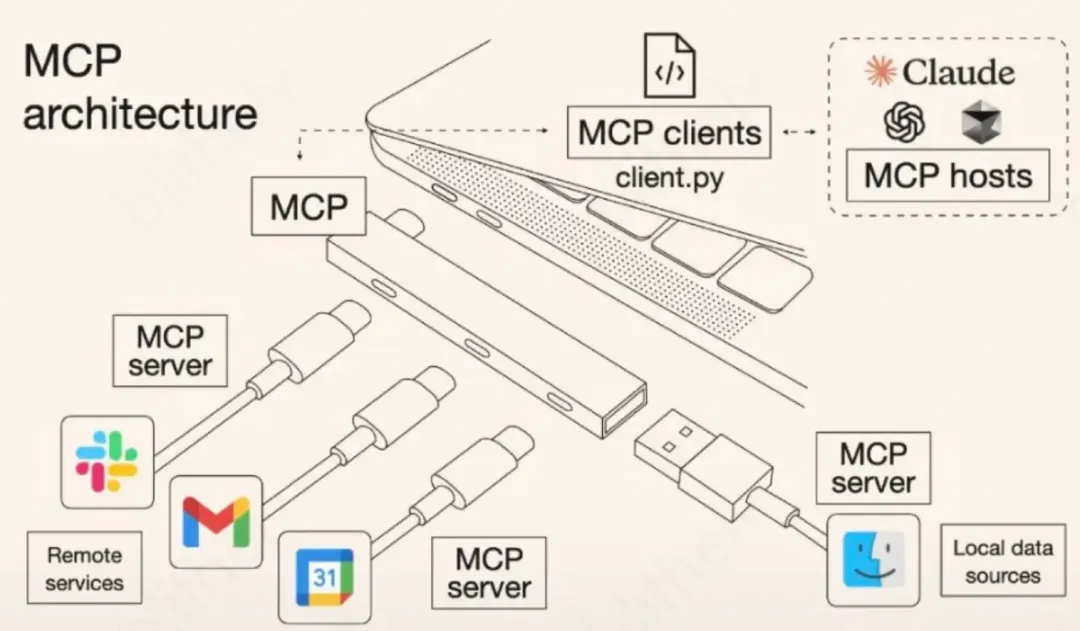 MCP
architecture
MCP clients
client.py
Claude
MCP hosts
MCP
MCP
server
Remote
services
31
MCP
server
MCP
server
Local data
sources